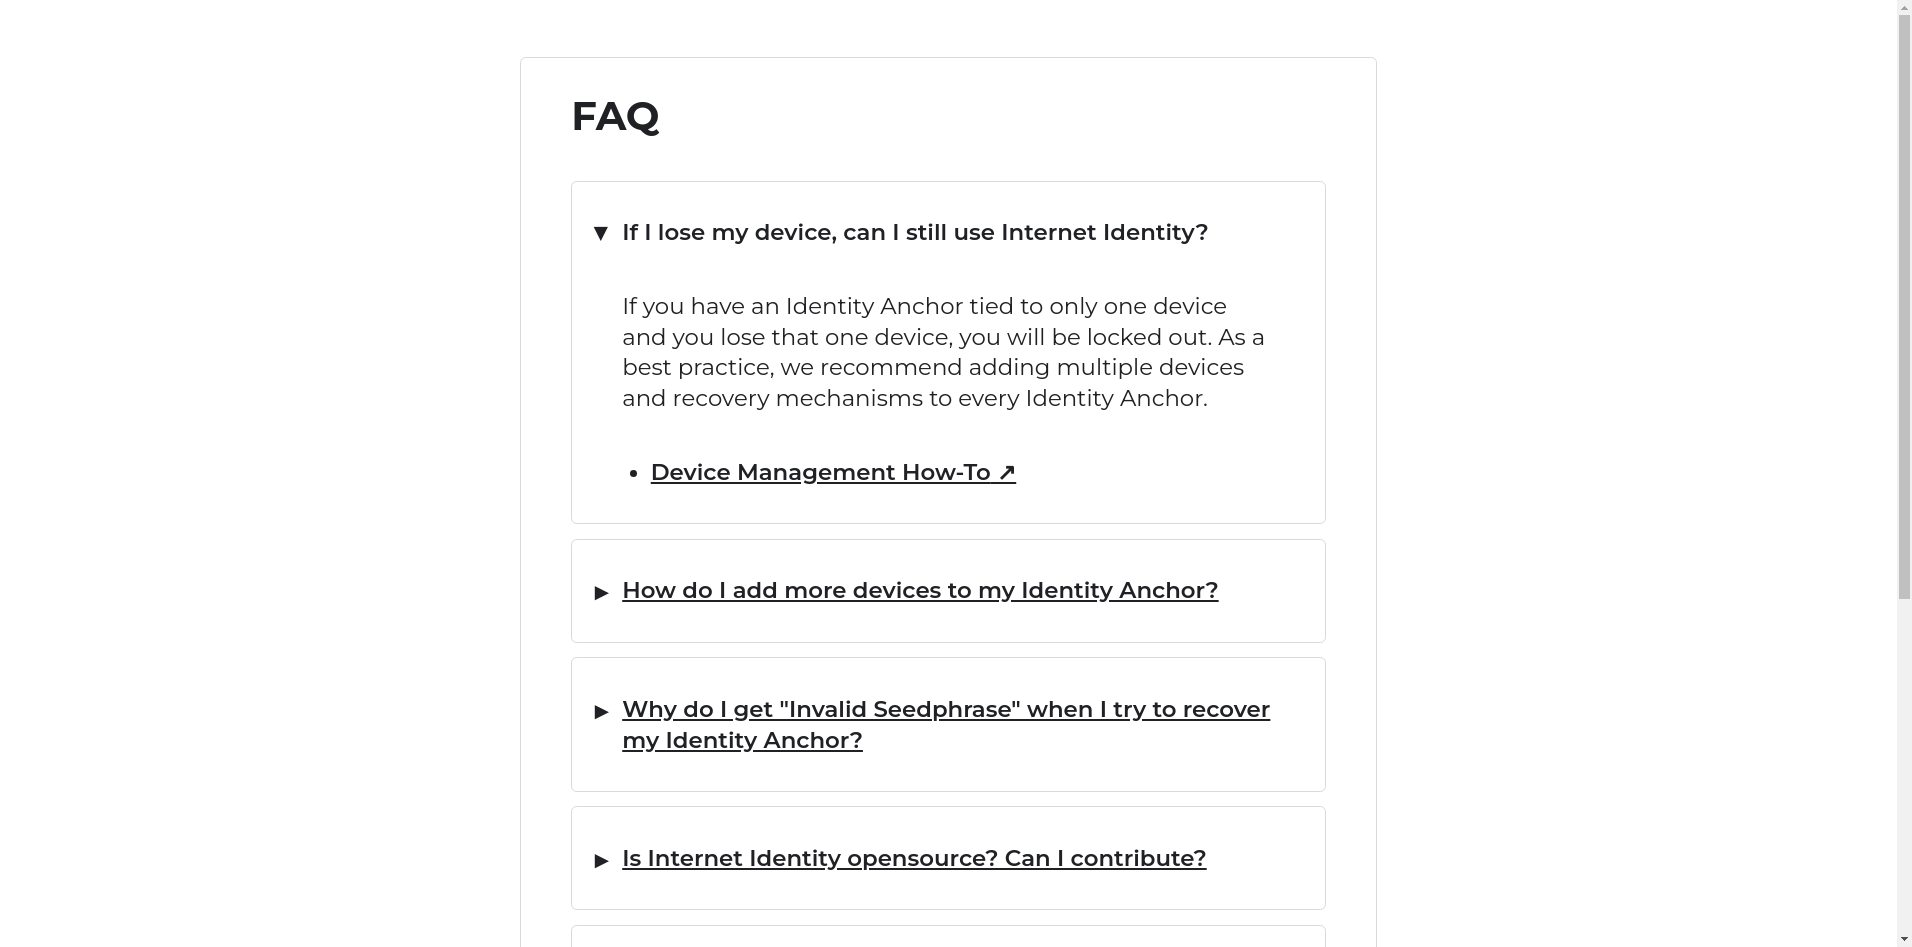 FAQ
▼ If I lose my device, can I still use Internet Identity?
If you have an Identity Anchor tied to only one device
and you lose that one device, you will be locked out. As a
best practice, we recommend adding multiple devices
and recovery mechanisms to every Identity Anchor.
• Device Management How-To ↗
▶ How do I add more devices to my Identity Anchor?
▶ Why do I get "Invalid Seedphrase" when I try to recover
my Identity Anchor?
▶ Is Internet Identity opensource? Can I contribute?